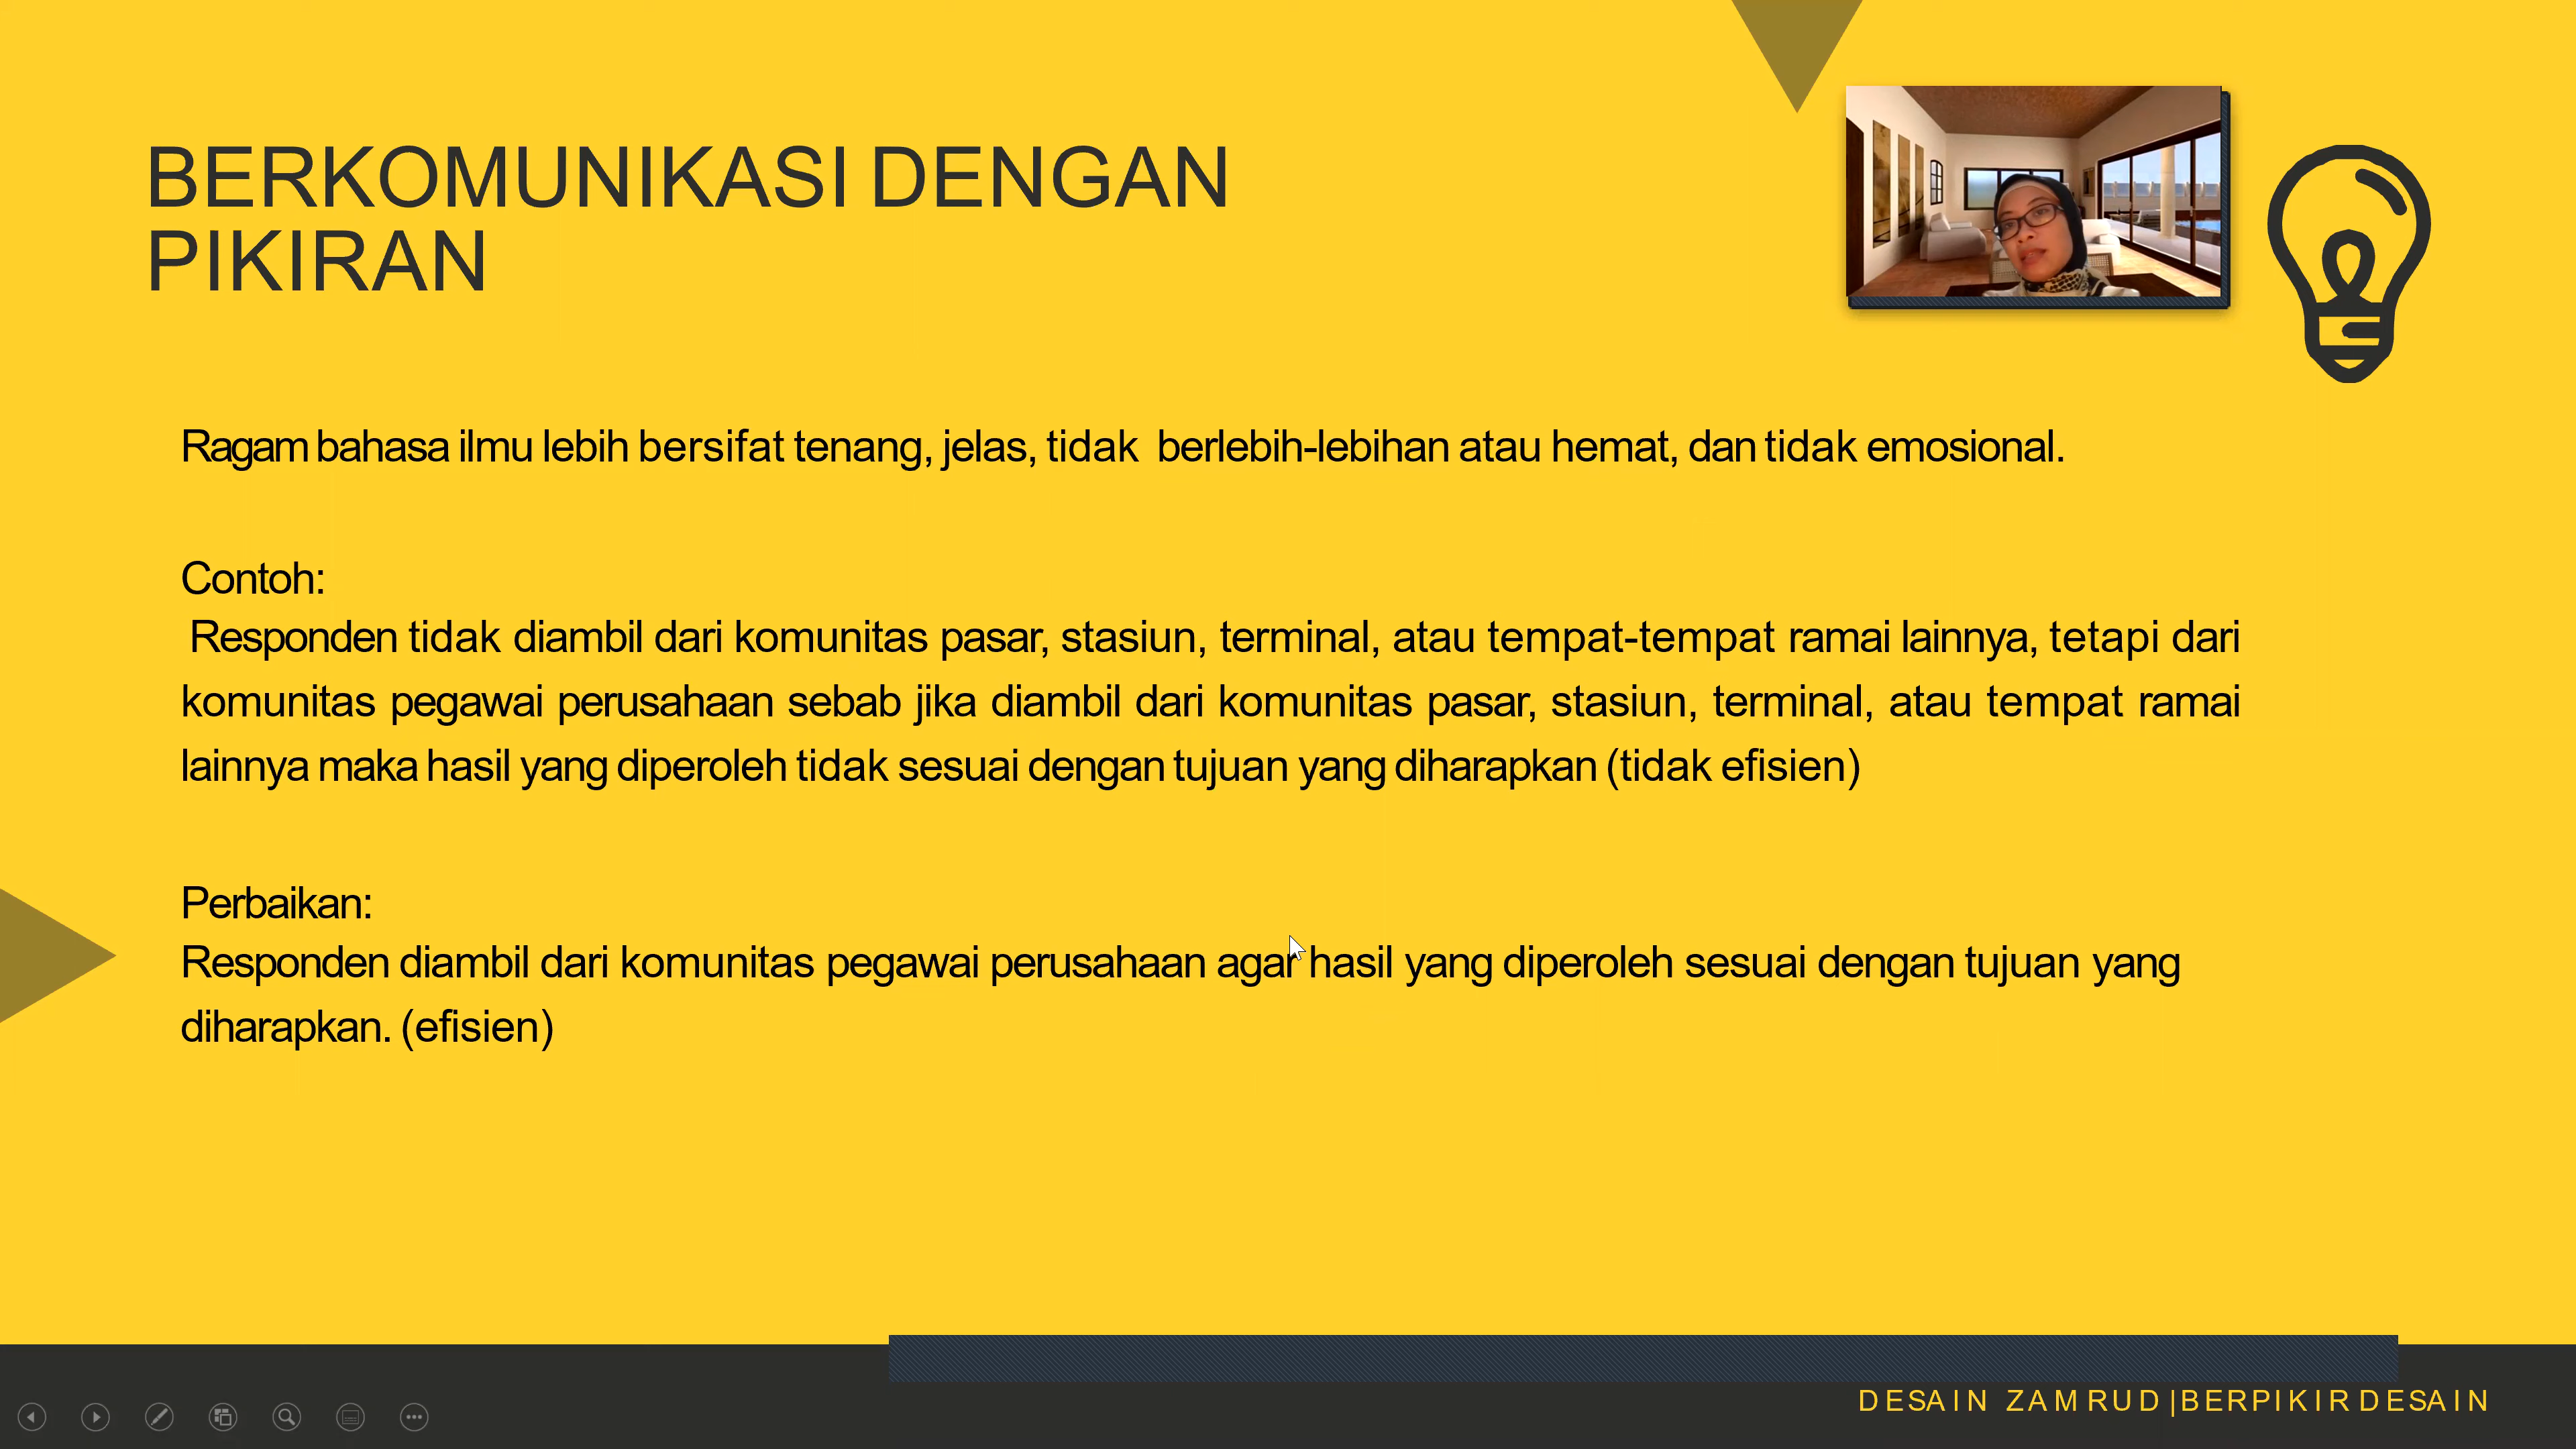 BERKOMUNIKASI DENGAN
PIKIRAN
Ragam bahasa ilmu lebih bersifat tenang, jelas, tidak berlebih-lebihan atau hemat, dan tidak emosional.
Contoh:
Responden tidak diambil dari komunitas pasar, stasiun, terminal, atau tempat-tempat ramai lainnya, tetapi dari
komunitas pegawai perusahaan sebab jika diambil dari komunitas pasar, stasiun, terminal, atau tempat ramai
lainnya maka hasil yang diperoleh tidak sesuai dengan tujuan yang diharapkan (tidak efisien)
Perbaikan:
Responden diambil dari komunitas pegawai perusahaan agar hasil yang diperoleh sesuai dengan tujuan yang
diharapkan. (efisien)
DESAIN ZAMRUD|BERPIKIR DESAIN